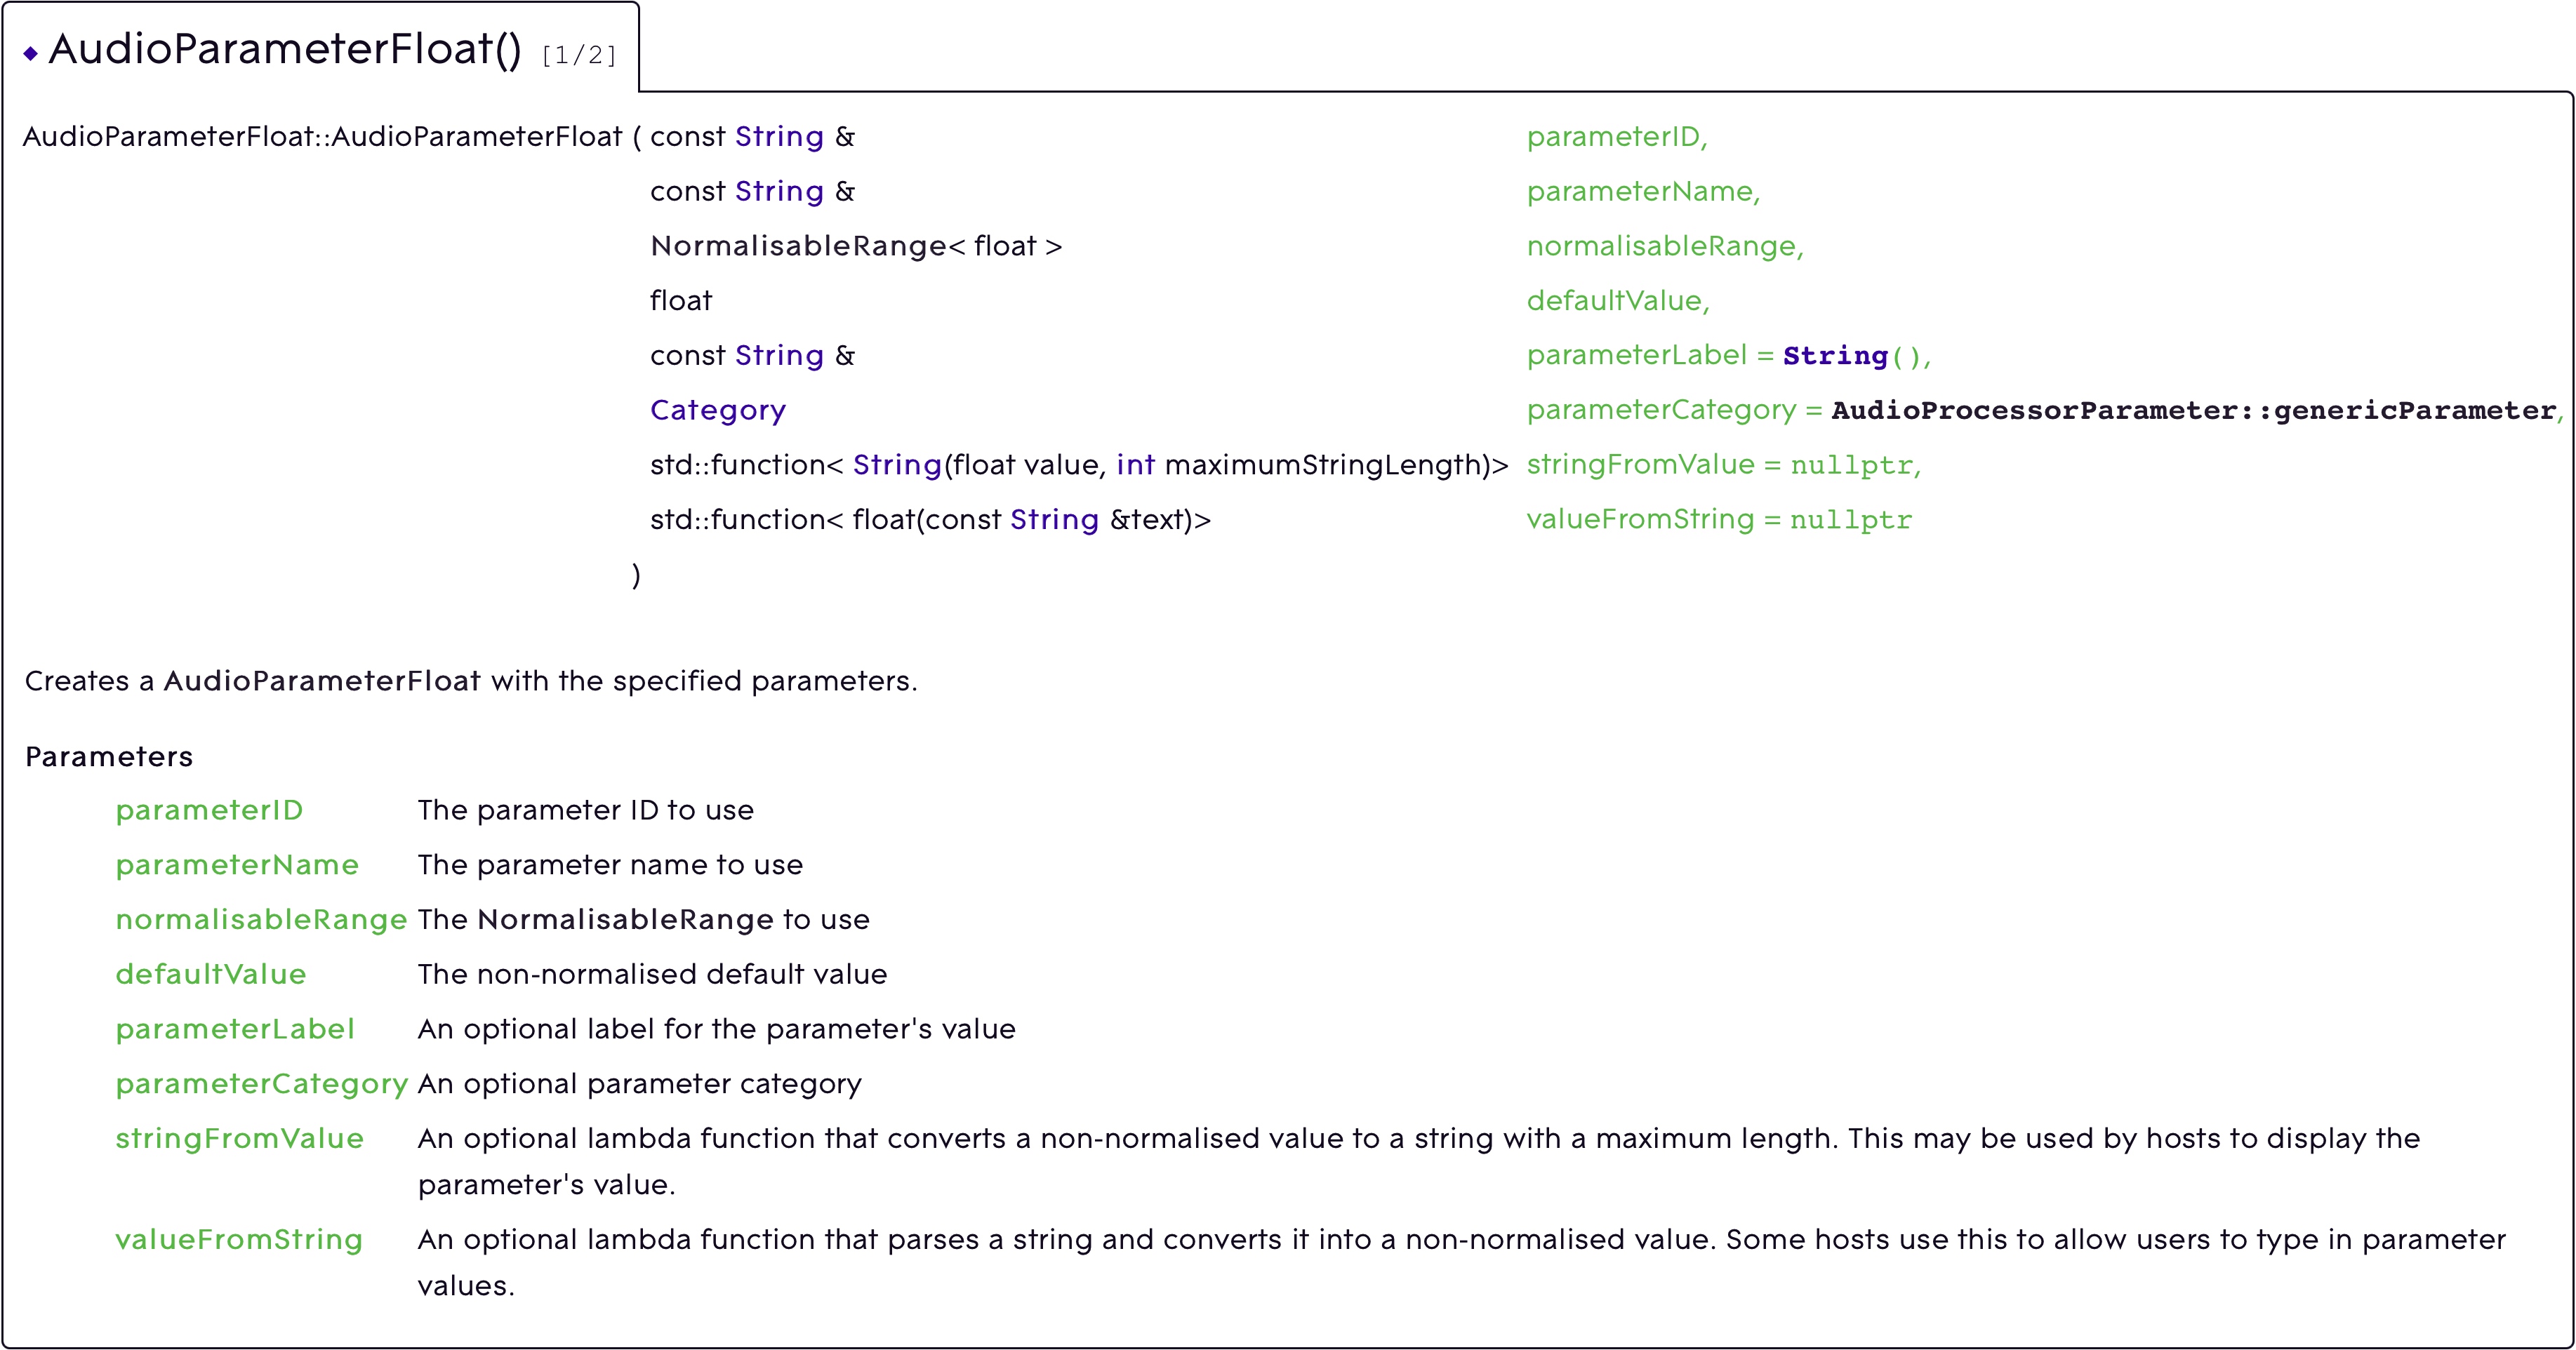 ◆ AudioParameterFloat() [1/2]
AudioParameterFloat::AudioParameterFloat ( const String & parameterID,
const String & parameterName,
NormalisableRange< float > normalisableRange,
float defaultValue,
const String & parameterLabel = String(),
Category parameterCategory = AudioProcessorParameter::genericParameter,
std::function< String(float value, int maximumStringLength)> stringFromValue = nullptr,
std::function< float(const String &text)> valueFromString = nullptr
)
Creates a AudioParameterFloat with the specified parameters.
Parameters
parameterID The parameter ID to use
parameterName The parameter name to use
normalisableRange The NormalisableRange to use
defaultValue The non-normalised default value
parameterLabel An optional label for the parameter's value
parameterCategory An optional parameter category
stringFromValue An optional lambda function that converts a non-normalised value to a string with a maximum length. This may be used by hosts to display the
parameter's value.
valueFromString An optional lambda function that parses a string and converts it into a non-normalised value. Some hosts use this to allow users to type in parameter
values.